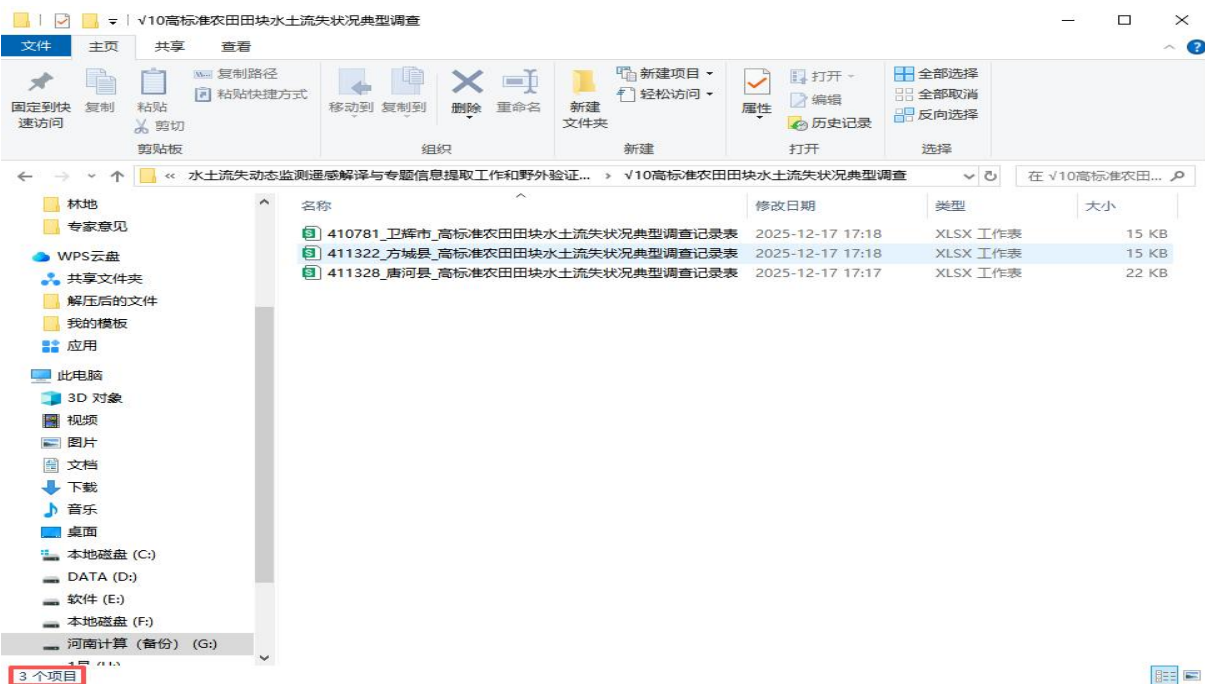 √10高标准农田田块水土流失状况典型调查
文件 主页 共享 查看
固定到快速访问
复制
粘贴
复制路径
粘贴快捷方式
剪切
剪贴板
移动到
复制到
删除
重命名
组织
新建文件夹
新建项目
轻松访问
新建
属性
打开
编辑
历史记录
打开
全部选择
全部取消
反向选择
选择
« 水土流失动态监测遥感解译与专题信息提取工作和野外验证... › √10高标准农田田块水土流失状况典型调查
在 √10高标准农田...
林地
专家意见
WPS云盘
共享文件夹
解压后的文件
我的模板
应用
此电脑
3D 对象
视频
图片
文档
下载
音乐
桌面
本地磁盘 (C:)
DATA (D:)
软件 (E:)
本地磁盘 (F:)
河南计算（备份） (G:)
名称 修改日期 类型 大小
410781_卫辉市_高标准农田田块水土流失状况典型调查记录表 2025-12-17 17:18 XLSX 工作表 15 KB
411322_方城县_高标准农田田块水土流失状况典型调查记录表 2025-12-17 17:18 XLSX 工作表 15 KB
411328_唐河县_高标准农田田块水土流失状况典型调查记录表 2025-12-17 17:17 XLSX 工作表 22 KB
3 个项目